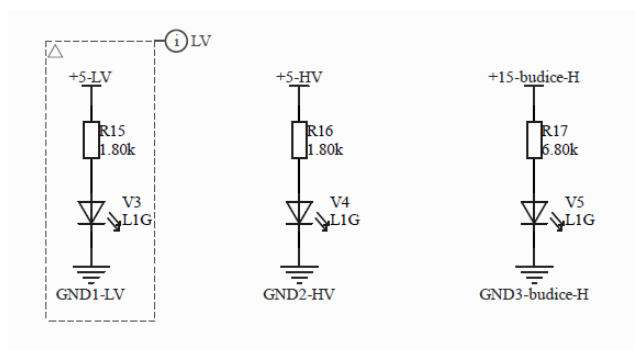 i LV
+5-LV
R15
1.80k
V3
L1G
GND1-LV
+5-HV
R16
1.80k
V4
L1G
GND2-HV
+15-budice-H
R17
6.80k
V5
L1G
GND3-budice-H